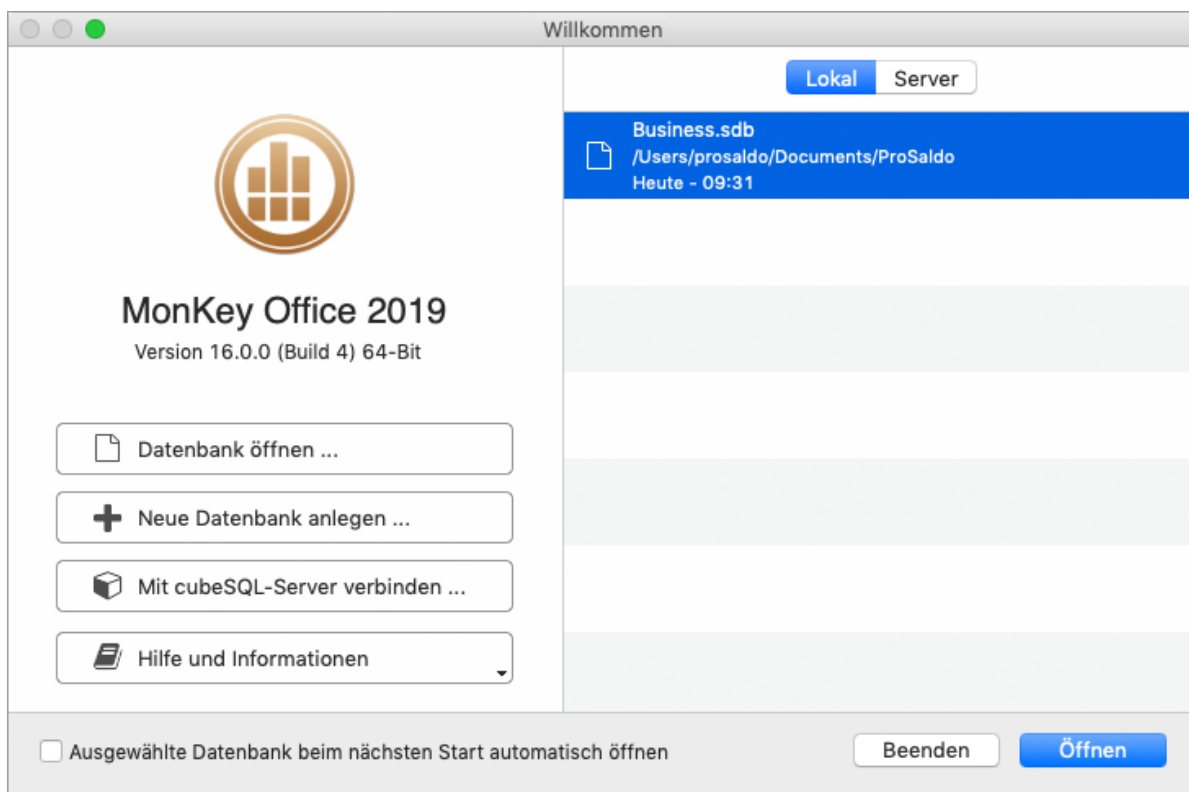 Willkommen
MonKey Office 2019
Version 16.0.0 (Build 4) 64-Bit
Datenbank öffnen ...
Neue Datenbank anlegen ...
Mit cubeSQL-Server verbinden ...
Hilfe und Informationen
Lokal Server
Business.sdb
/Users/prosaldo/Documents/ProSaldo
Heute - 09:31
Ausgewählte Datenbank beim nächsten Start automatisch öffnen
Beenden Öffnen